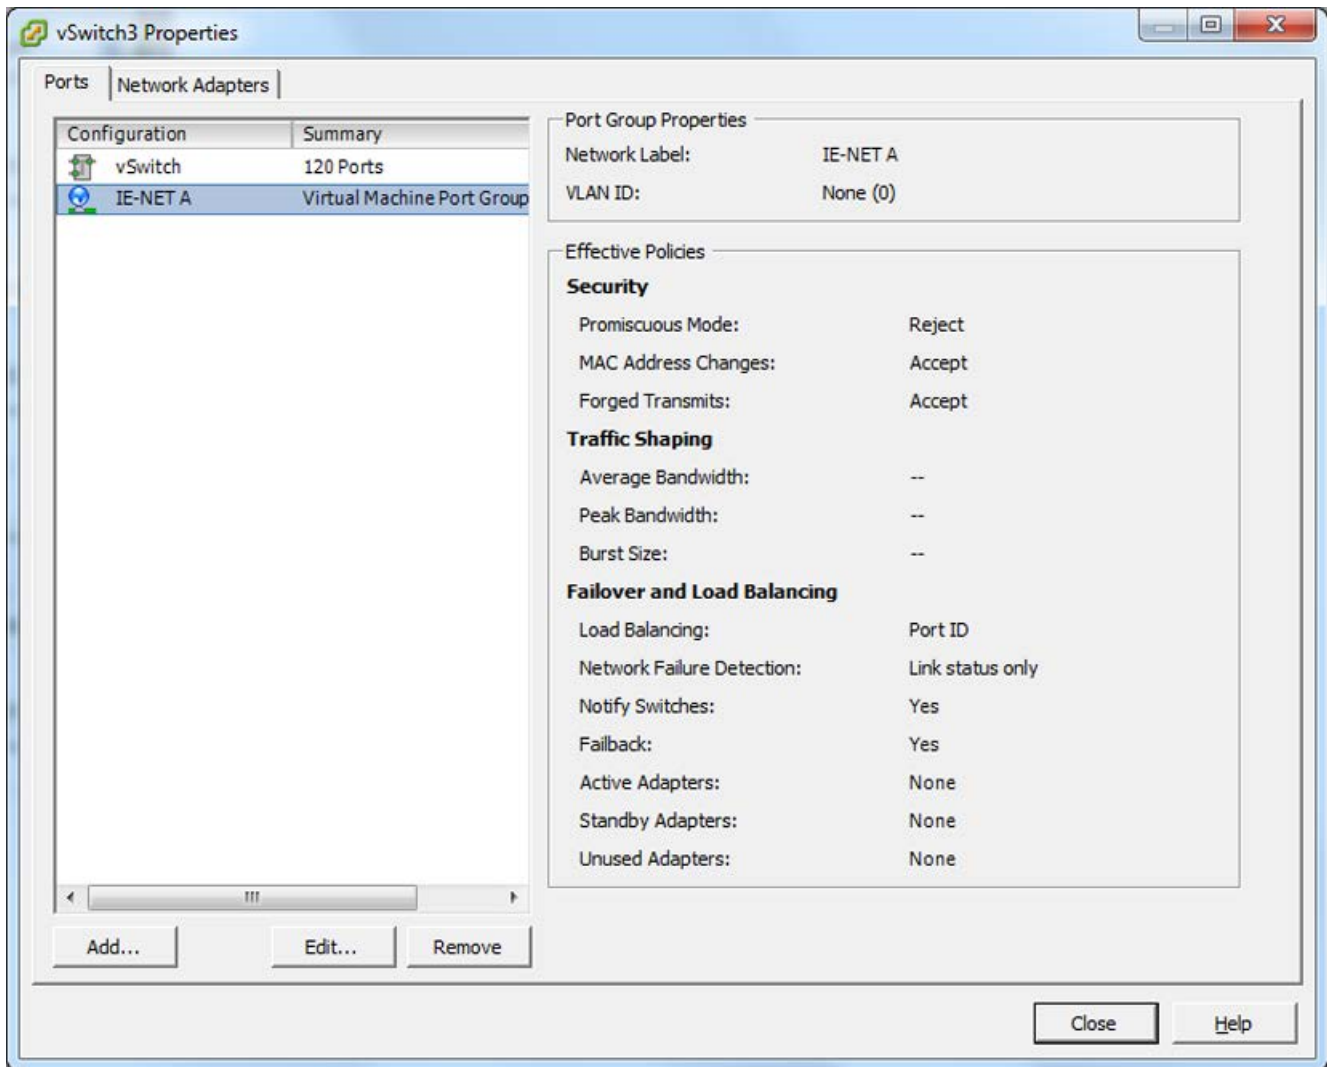 vSwitch3 Properties
Ports
Network Adapters
Configuration Summary
vSwitch 120 Ports
IE-NET A Virtual Machine Port Group
Add... Edit... Remove
Port Group Properties
Network Label: IE-NET A
VLAN ID: None (0)
Effective Policies
Security
Promiscuous Mode: Reject
MAC Address Changes: Accept
Forged Transmits: Accept
Traffic Shaping
Average Bandwidth: --
Peak Bandwidth: --
Burst Size: --
Failover and Load Balancing
Load Balancing: Port ID
Network Failure Detection: Link status only
Notify Switches: Yes
Failback: Yes
Active Adapters: None
Standby Adapters: None
Unused Adapters: None
Close Help